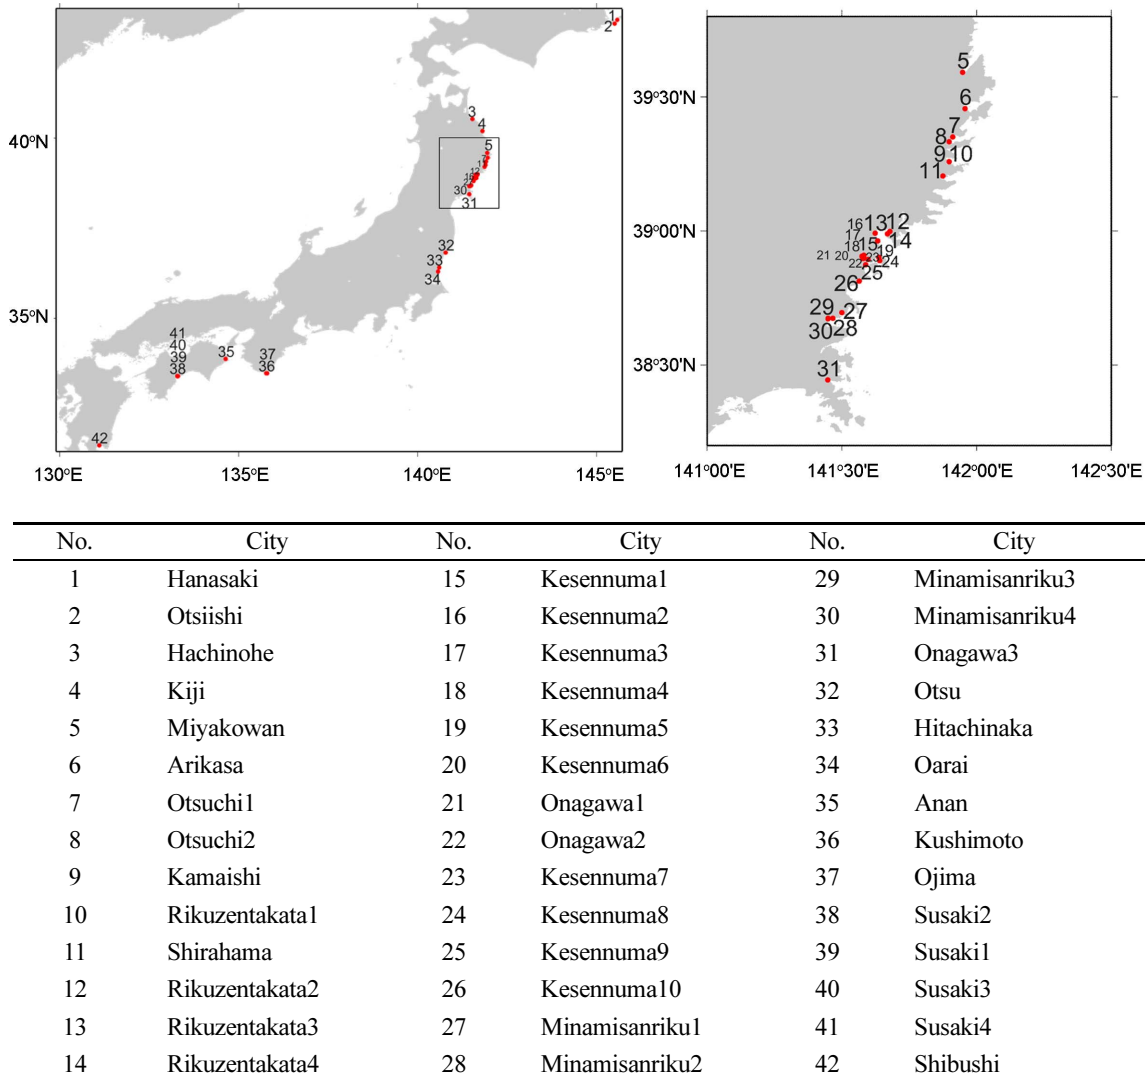 1
2
3
4
5
7
11
12
30
31
32
33
34
35
37
36
41
40
39
38
42
40°N
35°N
130°E 135°E 140°E 145°E
5
6
7
8
9 10
11
16 13 12
17 15 14
18 19
21 20 23 24
22 25
26
29 27
30 28
31
39°30'N
39°00'N
38°30'N
141°00'E 141°30'E 142°00'E 142°30'E
No. City No. City No. City
1 Hanasaki 15 Kesennuma1 29 Minamisanriku3
2 Otsiishi 16 Kesennuma2 30 Minamisanriku4
3 Hachinohe 17 Kesennuma3 31 Onagawa3
4 Kiji 18 Kesennuma4 32 Otsu
5 Miyakowan 19 Kesennuma5 33 Hitachinaka
6 Arikasa 20 Kesennuma6 34 Oarai
7 Otsuchi1 21 Onagawa1 35 Anan
8 Otsuchi2 22 Onagawa2 36 Kushimoto
9 Kamaishi 23 Kesennuma7 37 Ojima
10 Rikuzentakata1 24 Kesennuma8 38 Susaki2
11 Shirahama 25 Kesennuma9 39 Susaki1
12 Rikuzentakata2 26 Kesennuma10 40 Susaki3
13 Rikuzentakata3 27 Minamisanriku1 41 Susaki4
14 Rikuzentakata4 28 Minamisanriku2 42 Shibushi